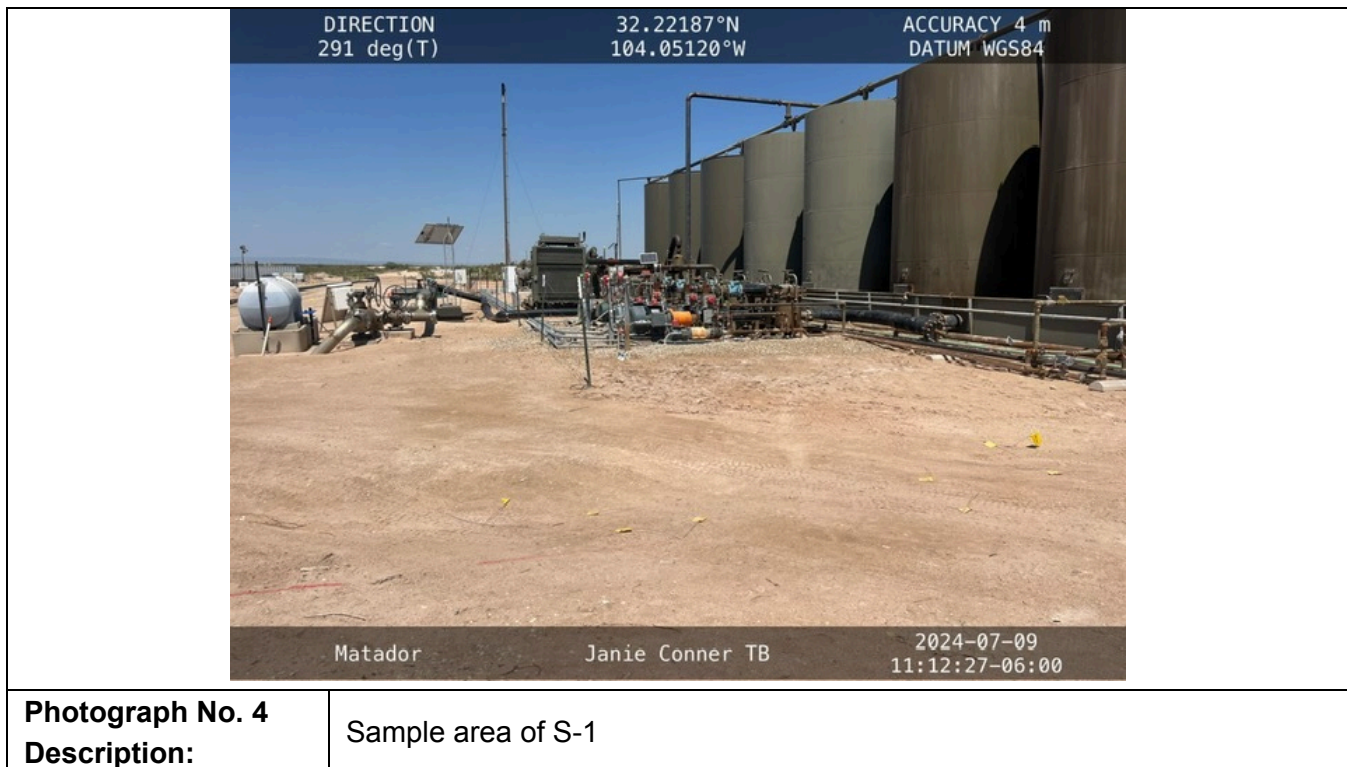 DIRECTION 32.22187°N ACCURACY 4 m
291 deg(T) 104.05120°W DATUM WGS84
Matador Janie Conner TB 2024-07-09
11:12:27-06:00
Photograph No. 4
Description:
Sample area of S-1